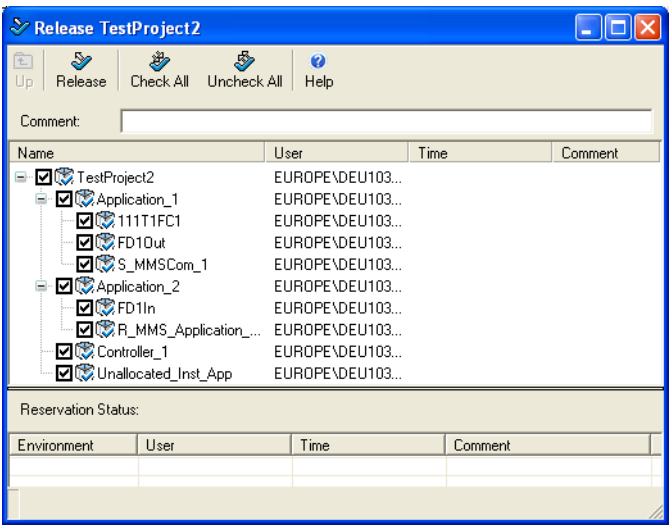 Release TestProject2
Up Release Check All Uncheck All Help
Comment:
Name User Time Comment
TestProject2 EUROPE\DEU103...
Application_1 EUROPE\DEU103...
111T1FC1 EUROPE\DEU103...
FD1Out EUROPE\DEU103...
S_MMSCom_1 EUROPE\DEU103...
Application_2 EUROPE\DEU103...
FD1In EUROPE\DEU103...
R_MMS_Application_... EUROPE\DEU103...
Controller_1 EUROPE\DEU103...
Unallocated_Inst_App EUROPE\DEU103...
Reservation Status:
Environment User Time Comment